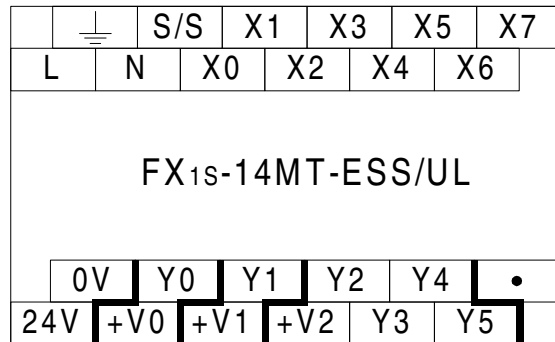 S/S X1 X3 X5 X7
L N X0 X2 X4 X6
FX1S-14MT-ESS/UL
0V Y0 Y1 Y2 Y4 •
24V +V0 +V1 +V2 Y3 Y5